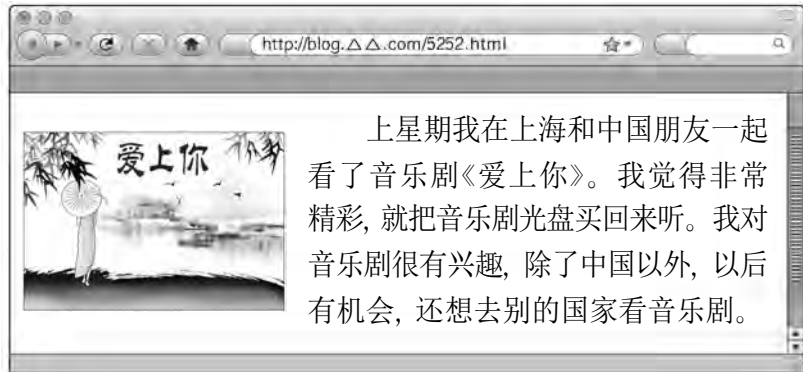 http://blog.△△.com/5252.html
爱上你
上星期我在上海和中国朋友一起
看了音乐剧《爱上你》。我觉得非常
精彩, 就把音乐剧光盘买回来听。我对
音乐剧很有兴趣, 除了中国以外, 以后
有机会, 还想去别的国家看音乐剧。